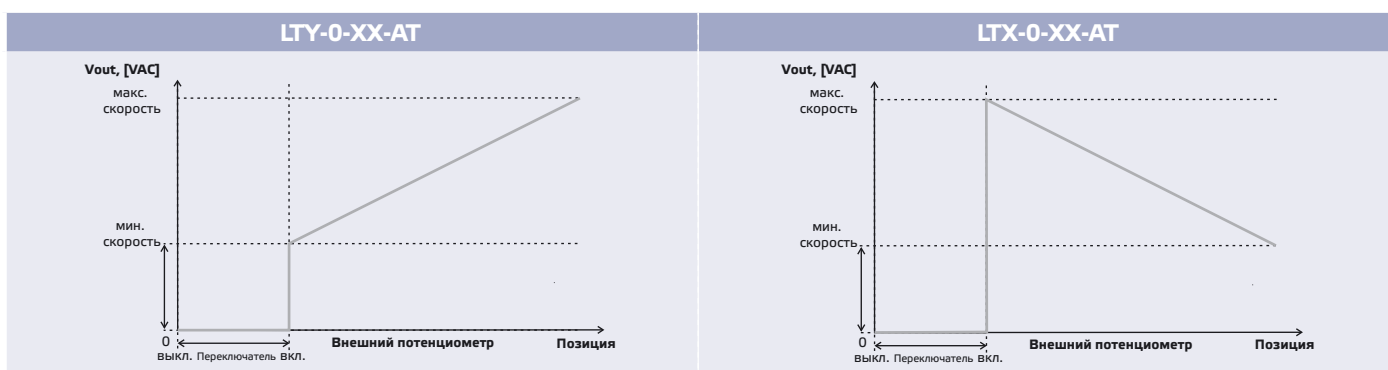 LTY-0-XX-AT
Vout, [VAC]
макс.
скорость
мин.
скорость
0
выкл. Переключатель вкл.
Внешний потенциометр
Позиция
LTX-0-XX-AT
Vout, [VAC]
макс.
скорость
мин.
скорость
0
выкл. Переключатель вкл.
Внешний потенциометр
Позиция